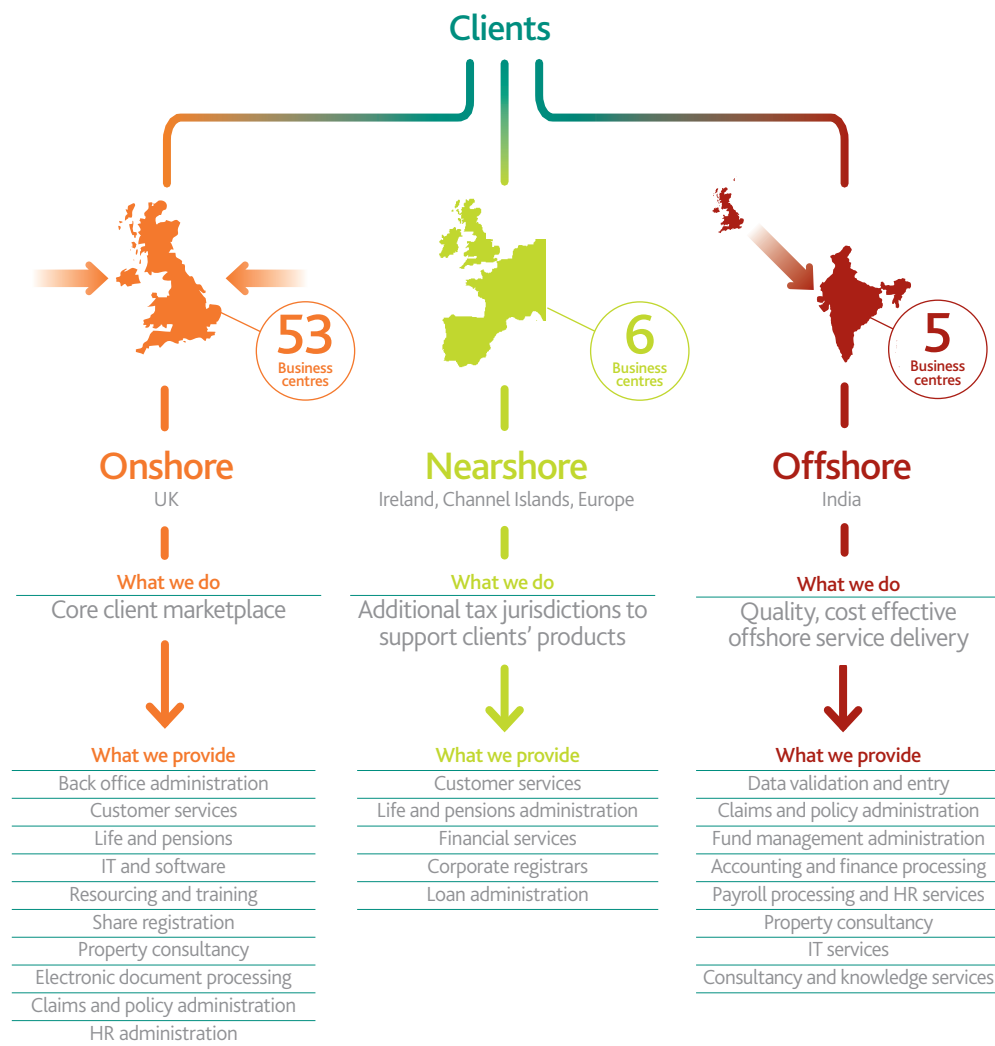 Clients
53
Business
centres
6
Business
centres
5
Business
centres
Onshore
UK
What we do
Core client marketplace
What we provide
Back office administration
Customer services
Life and pensions
IT and software
Resourcing and training
Share registration
Property consultancy
Electronic document processing
Claims and policy administration
HR administration
Nearshore
Ireland, Channel Islands, Europe
What we do
Additional tax jurisdictions to
support clients’ products
What we provide
Customer services
Life and pensions administration
Financial services
Corporate registrars
Loan administration
Offshore
India
What we do
Quality, cost effective
offshore service delivery
What we provide
Data validation and entry
Claims and policy administration
Fund management administration
Accounting and finance processing
Payroll processing and HR services
Property consultancy
IT services
Consultancy and knowledge services